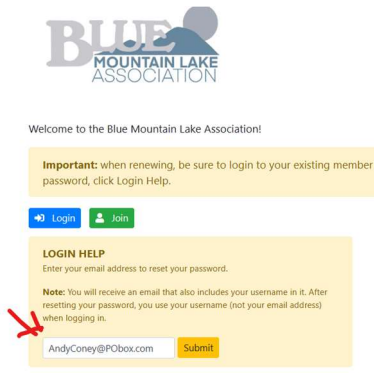 BLUE
MOUNTAIN LAKE
ASSOCIATION
Welcome to the Blue Mountain Lake Association!
Important: when renewing, be sure to login to your existing member
password, click Login Help.
Login Join
LOGIN HELP
Enter your email address to reset your password.
Note: You will receive an email that also includes your username in it. After
resetting your password, you use your username (not your email address)
when logging in.
AndyConey@PObox.com Submit